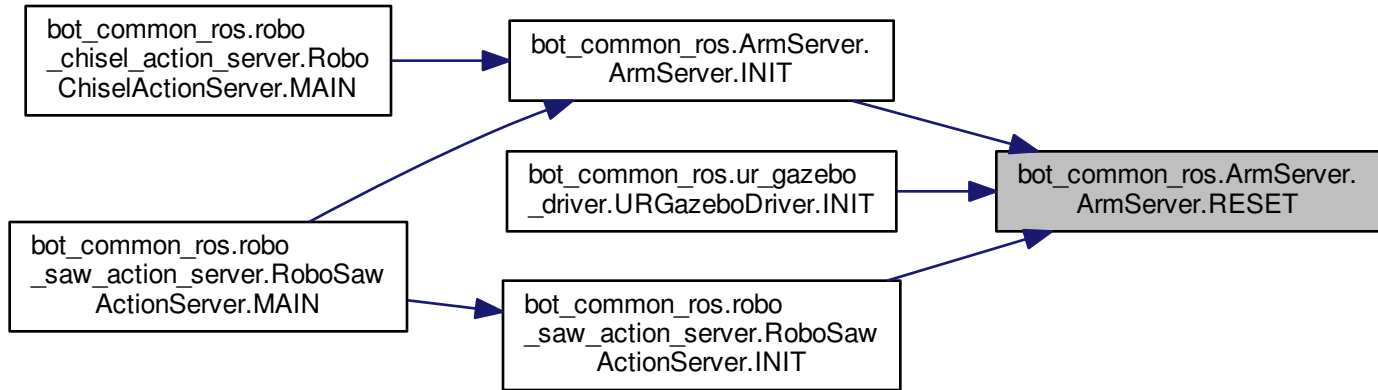 bot_common_ros.robo
_chisel_action_server.Robo
ChiselActionServer.MAIN
bot_common_ros.ArmServer.
ArmServer.INIT
bot_common_ros.ur_gazebo
_driver.URGazeboDriver.INIT
bot_common_ros.ArmServer.
ArmServer.RESET
bot_common_ros.robo
_saw_action_server.RoboSaw
ActionServer.MAIN
bot_common_ros.robo
_saw_action_server.RoboSaw
ActionServer.INIT